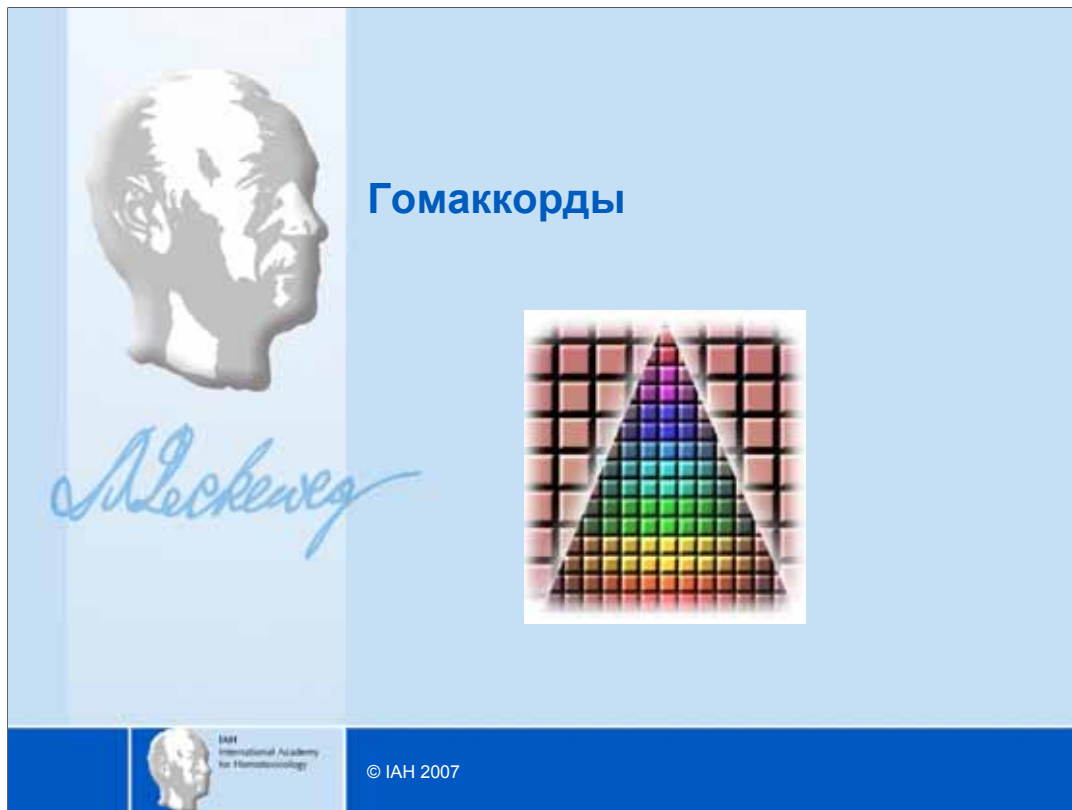 Гомаккорды
IAH
International Academy
for Homotoxicology
© IAH 2007